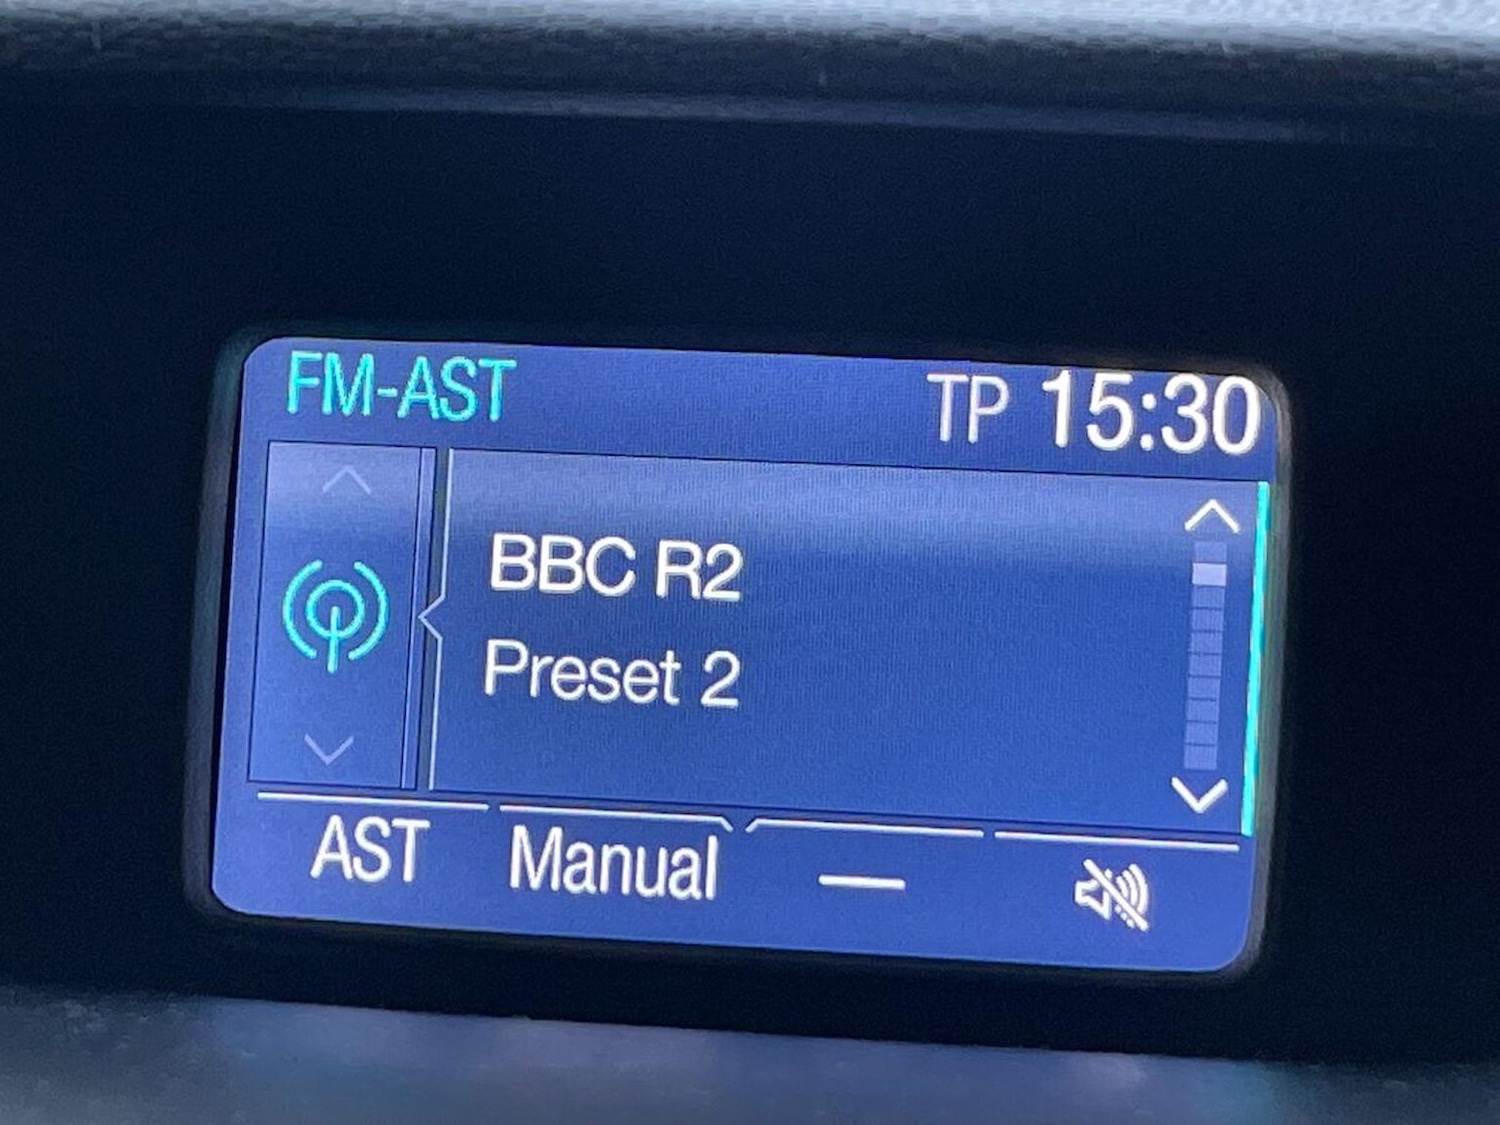 FM-AST TP 15:30
BBC R2
Preset 2
AST Manual —